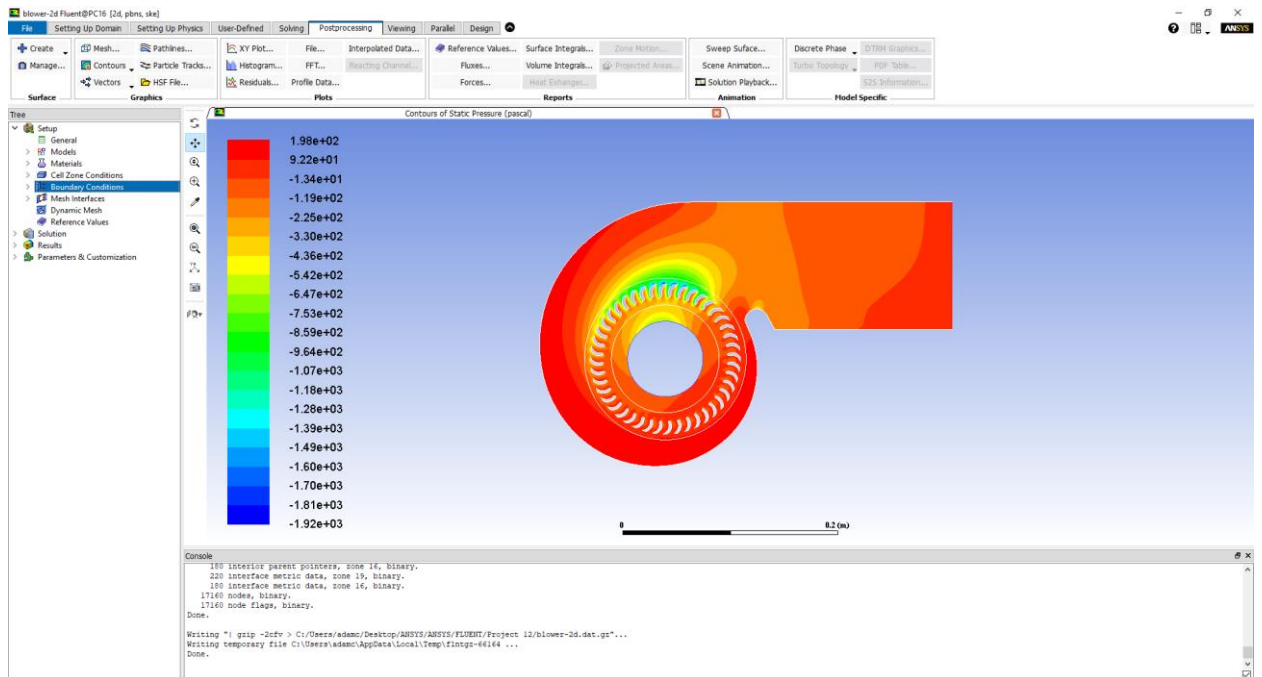 blower-2d Fluent@PC16 [2d, pbns, ske]
File Setting Up Domain Setting Up Physics User-Defined Solving Postprocessing Viewing Parallel Design
ANSYS
Create Mesh... Pathlines... XY Plot... File... Interpolated Data... Reference Values... Surface Integrals... Zone Motion... Sweep Suface... Discrete Phase DTRM Graphics...
Manage... Contours Particle Tracks... Histogram... FFT... Reacting Channel... Fluxes... Volume Integrals... Projected Areas... Scene Animation... Turbo Topology PDF Table...
Vectors HSF File... Residuals... Profile Data... Forces... Heat Exhanger... Solution Playback... S2S Information...
Surface Graphics Plots Reports Animation Model Specific
Tree
Setup
General
Models
Materials
Cell Zone Conditions
Boundary Conditions
Mesh Interfaces
Dynamic Mesh
Reference Values
Solution
Results
Parameters & Customization
Contours of Static Pressure (pascal)
1.98e+02
9.22e+01
-1.34e+01
-1.19e+02
-2.25e+02
-3.30e+02
-4.36e+02
-5.42e+02
-6.47e+02
-7.53e+02
-8.59e+02
-9.64e+02
-1.07e+03
-1.18e+03
-1.28e+03
-1.39e+03
-1.49e+03
-1.60e+03
-1.70e+03
-1.81e+03
-1.92e+03
0 0.2 (m)
Console
180 interior parent pointers, zone 16, binary.
220 interface metric data, zone 19, binary.
180 interface metric data, zone 16, binary.
17160 nodes, binary.
17160 node flags, binary.
Done.
Writing "| gzip -2cfv > C:/Users/adamc/Desktop/ANSYS/ANSYS/FLUENT/Project 12/blower-2d.dat.gz"...
Writing temporary file C:\Users\adamc\AppData\Local\Temp\flntgz-66164 ...
Done.